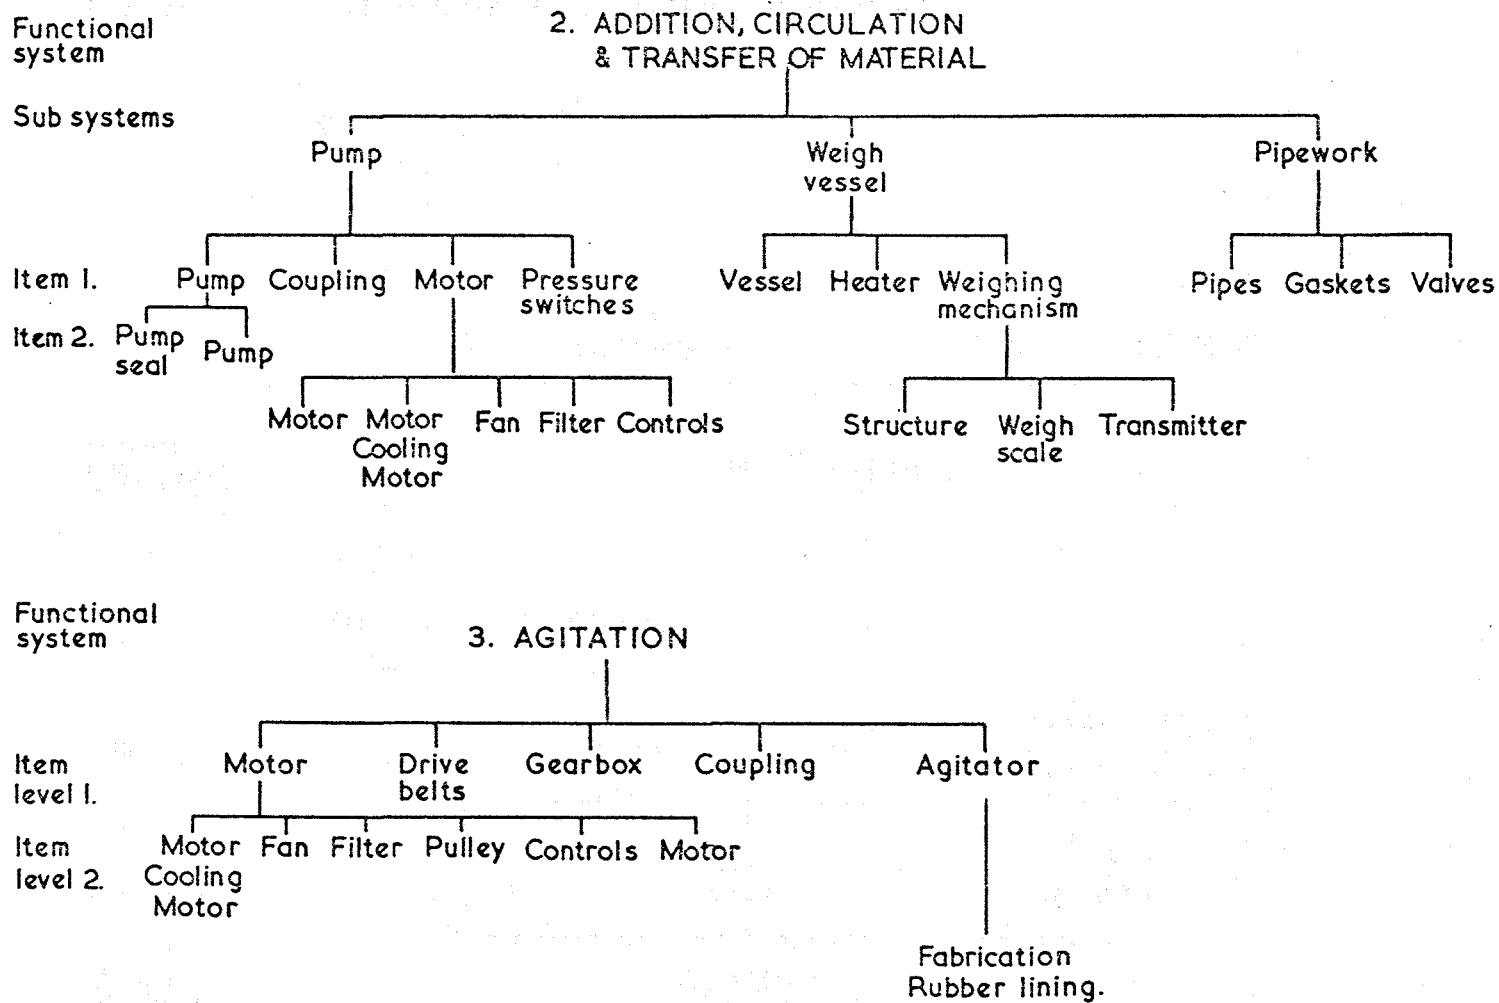 Functional
system
2. ADDITION, CIRCULATION
& TRANSFER OF MATERIAL
Sub systems
Pump
Weigh
vessel
Pipework
Item 1.
Pump
Coupling
Motor
Pressure
switches
Vessel
Heater
Weighing
mechanism
Pipes
Gaskets
Valves
Item 2.
Pump
seal
Pump
Motor
Motor
Cooling
Motor
Fan
Filter
Controls
Structure
Weigh
scale
Transmitter
Functional
system
3. AGITATION
Item
level 1.
Motor
Drive
belts
Gearbox
Coupling
Agitator
Item
level 2.
Motor
Cooling
Motor
Fan
Filter
Pulley
Controls
Motor
Fabrication
Rubber lining.